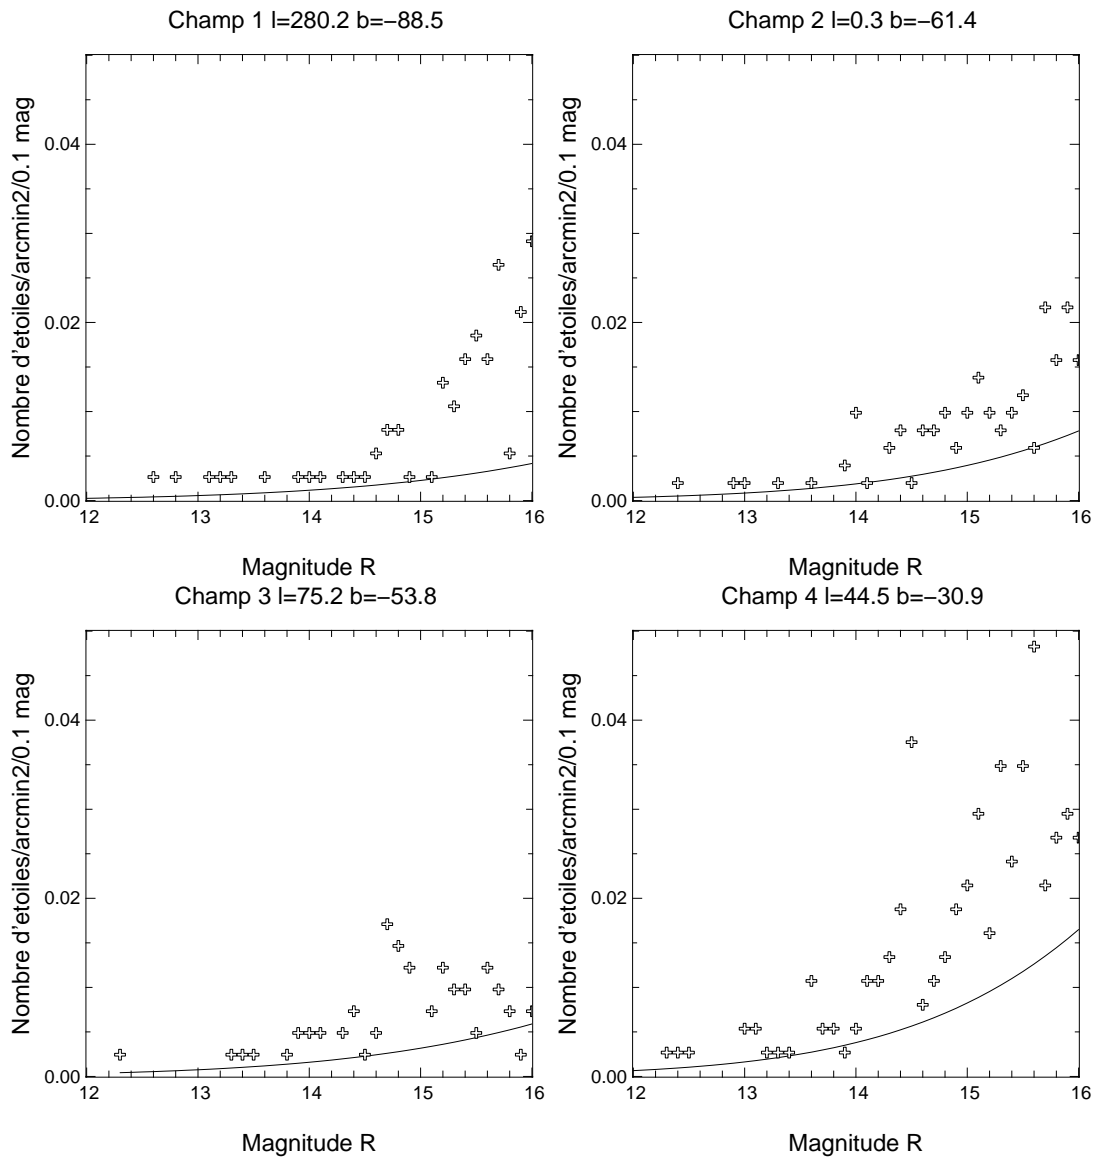 Champ 1 l=280.2 b=−88.5
Nombre d'etoiles/arcmin2/0.1 mag
0.04
0.02
0.00
12 13 14 15 16
Magnitude R
Champ 2 l=0.3 b=−61.4
Nombre d'etoiles/arcmin2/0.1 mag
0.04
0.02
0.00
12 13 14 15 16
Magnitude R
Champ 3 l=75.2 b=−53.8
Nombre d'etoiles/arcmin2/0.1 mag
0.04
0.02
0.00
12 13 14 15 16
Magnitude R
Champ 4 l=44.5 b=−30.9
Nombre d'etoiles/arcmin2/0.1 mag
0.04
0.02
0.00
12 13 14 15 16
Magnitude R